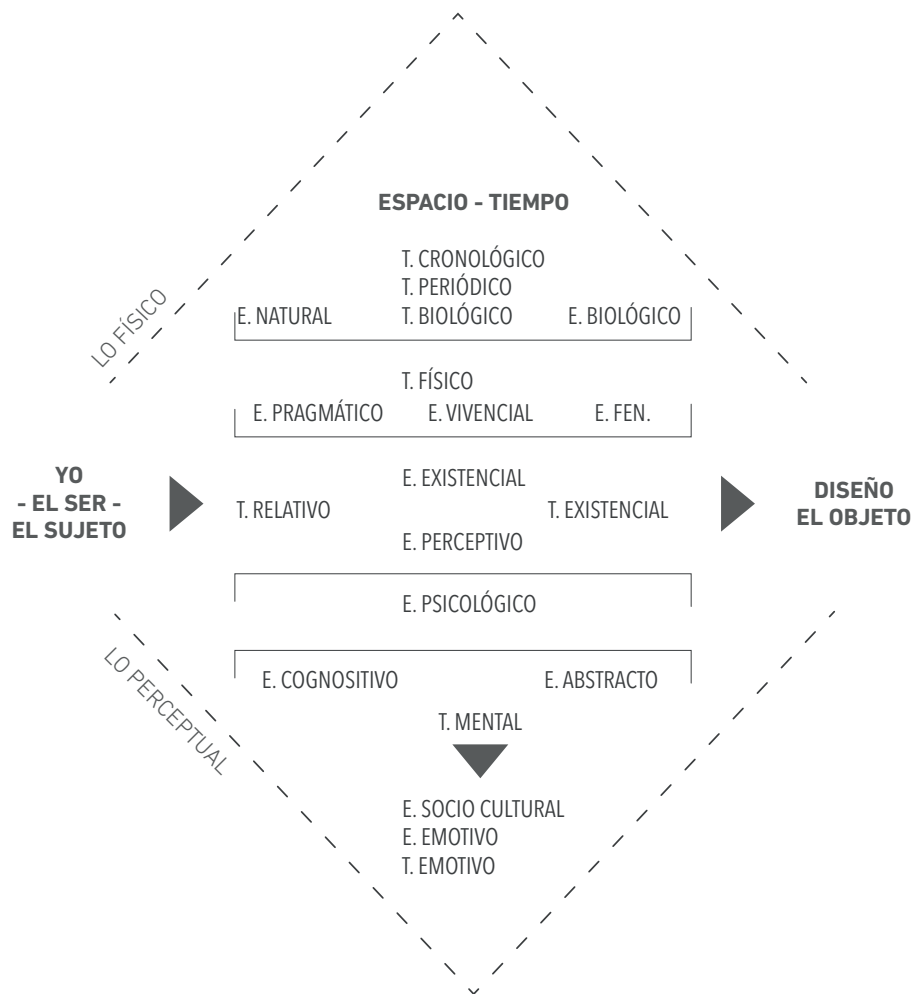 ESPACIO - TIEMPO
T. CRONOLÓGICO
T. PERIÓDICO
E. NATURAL T. BIOLÓGICO E. BIOLÓGICO
LO FÍSICO
T. FÍSICO
E. PRAGMÁTICO E. VIVENCIAL E. FEN.
YO
- EL SER -
EL SUJETO
E. EXISTENCIAL
T. RELATIVO T. EXISTENCIAL
E. PERCEPTIVO
DISEÑO
EL OBJETO
E. PSICOLÓGICO
LO PERCEPTUAL
E. COGNOSITIVO E. ABSTRACTO
T. MENTAL
E. SOCIO CULTURAL
E. EMOTIVO
T. EMOTIVO